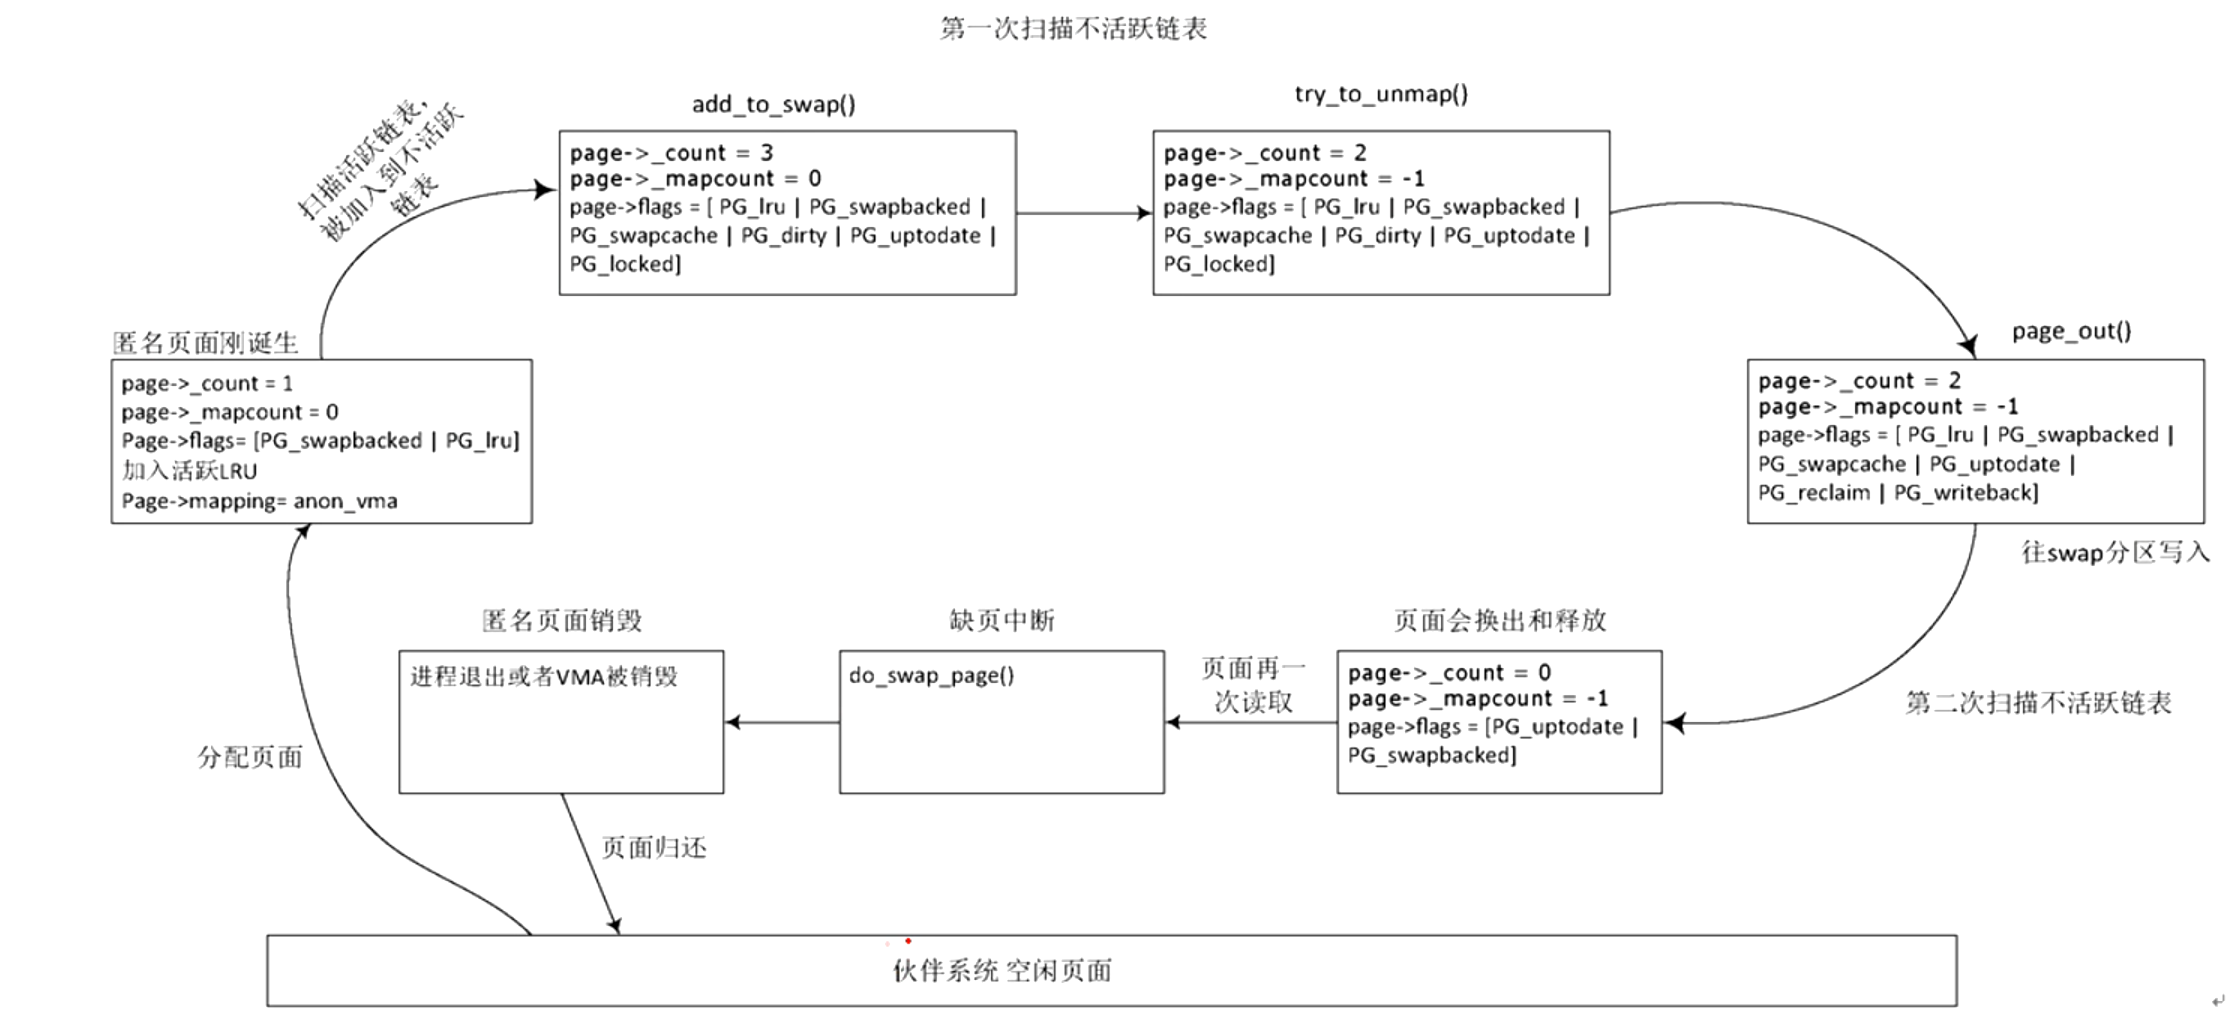 第一次扫描不活跃链表
扫描活跃链表，
被加入到不活跃
链表
add_to_swap()
page->_count = 3
page->_mapcount = 0
page->flags = [ PG_lru | PG_swapbacked |
PG_swapcache | PG_dirty | PG_uptodate |
PG_locked]
try_to_unmap()
page->_count = 2
page->_mapcount = -1
page->flags = [ PG_lru | PG_swapbacked |
PG_swapcache | PG_dirty | PG_uptodate |
PG_locked]
匿名页面刚诞生
page->_count = 1
page->_mapcount = 0
Page->flags= [PG_swapbacked | PG_lru]
加入活跃LRU
Page->mapping= anon_vma
page_out()
page->_count = 2
page->_mapcount = -1
page->flags = [ PG_lru | PG_swapbacked |
PG_swapcache | PG_uptodate |
PG_reclaim | PG_writeback]
往swap分区写入
第二次扫描不活跃链表
页面会换出和释放
page->_count = 0
page->_mapcount = -1
page->flags = [PG_uptodate |
PG_swapbacked]
页面再一
次读取
缺页中断
do_swap_page()
匿名页面销毁
进程退出或者VMA被销毁
分配页面
页面归还
伙伴系统 空闲页面